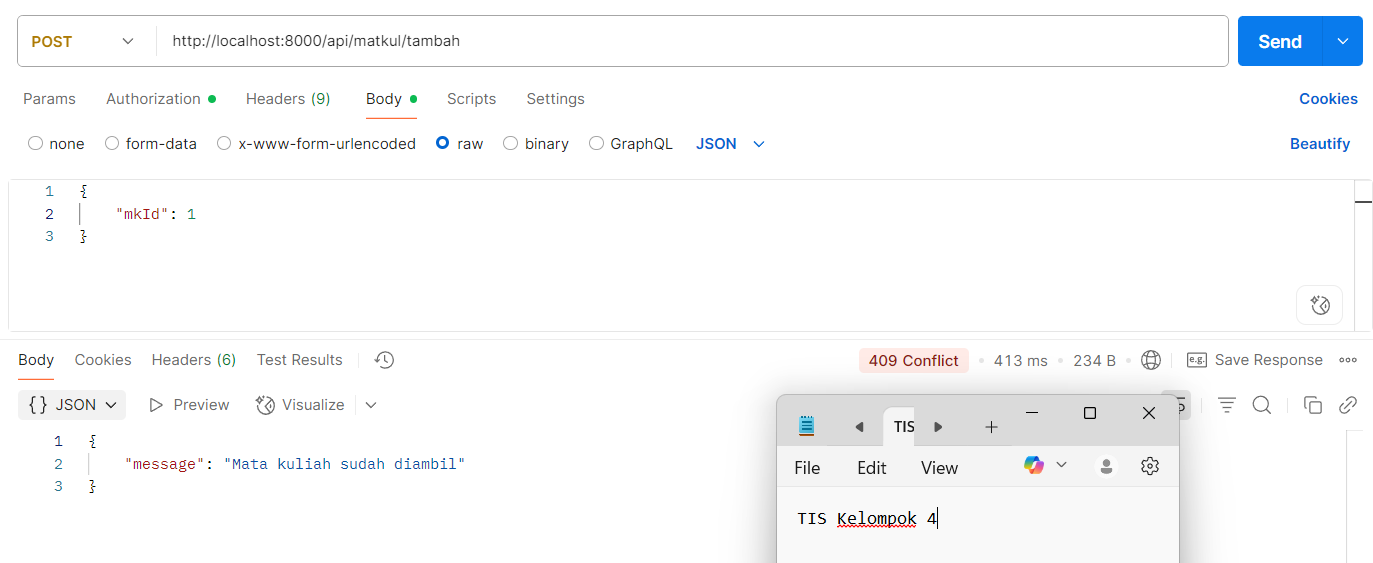 POST http://localhost:8000/api/matkul/tambah Send
Params Authorization Headers (9) Body Scripts Settings Cookies
none form-data x-www-form-urlencoded raw binary GraphQL JSON Beautify
1 {
2 "mkId": 1
3 }
Body Cookies Headers (6) Test Results 409 Conflict 413 ms 234 B e.g. Save Response
{} JSON Preview Visualize
1 {
2 "message": "Mata kuliah sudah diambil"
3 }
TIS
File Edit View
TIS Kelompok 4